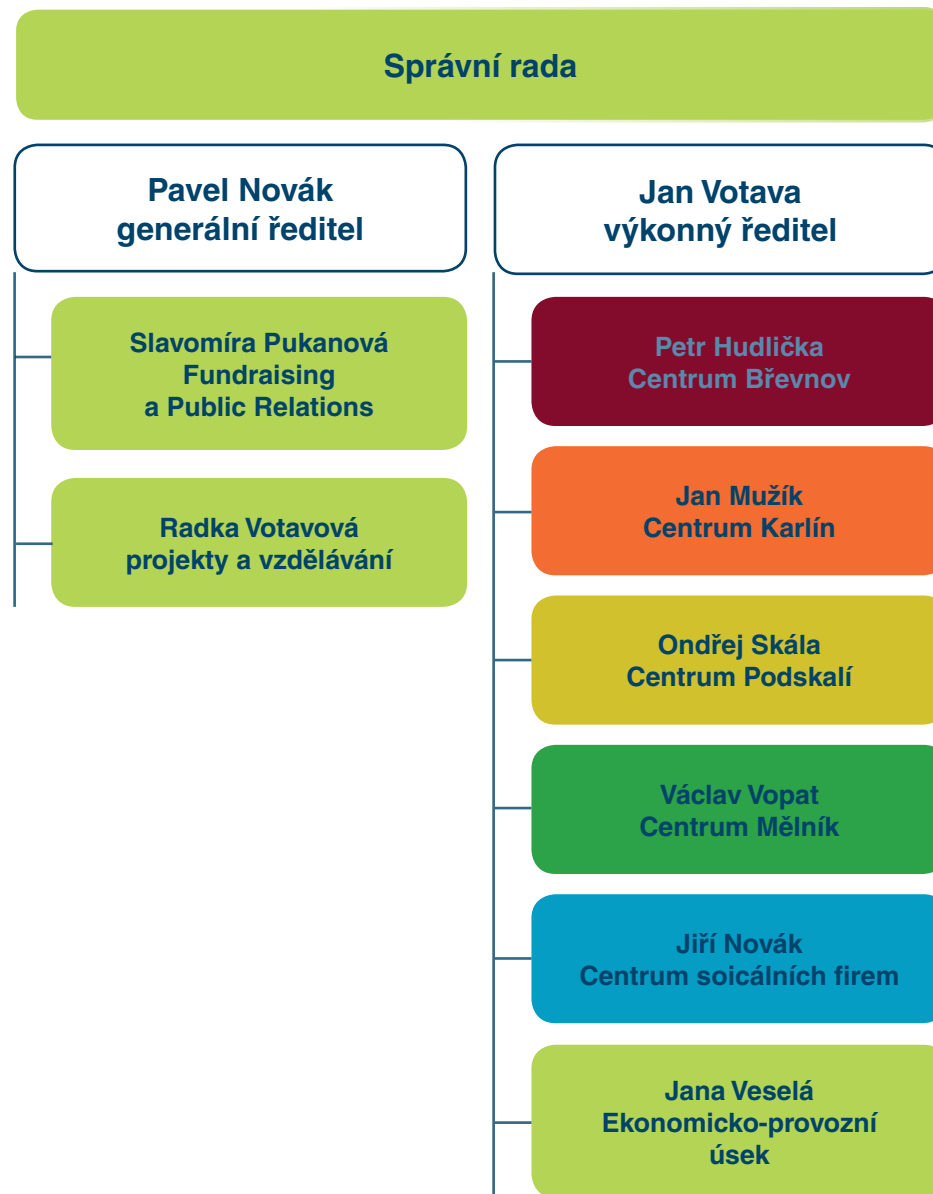 Správní rada
Pavel Novák
generální ředitel
Slavomíra Pukanová
Fundraising
a Public Relations
Radka Votavová
projekty a vzdělávání
Jan Votava
výkonný ředitel
Petr Hudlička
Centrum Břevnov
Jan Mužík
Centrum Karlín
Ondřej Skála
Centrum Podskalí
Václav Vopat
Centrum Mělník
Jiří Novák
Centrum soicálních firem
Jana Veselá
Ekonomicko-provozní
úsek